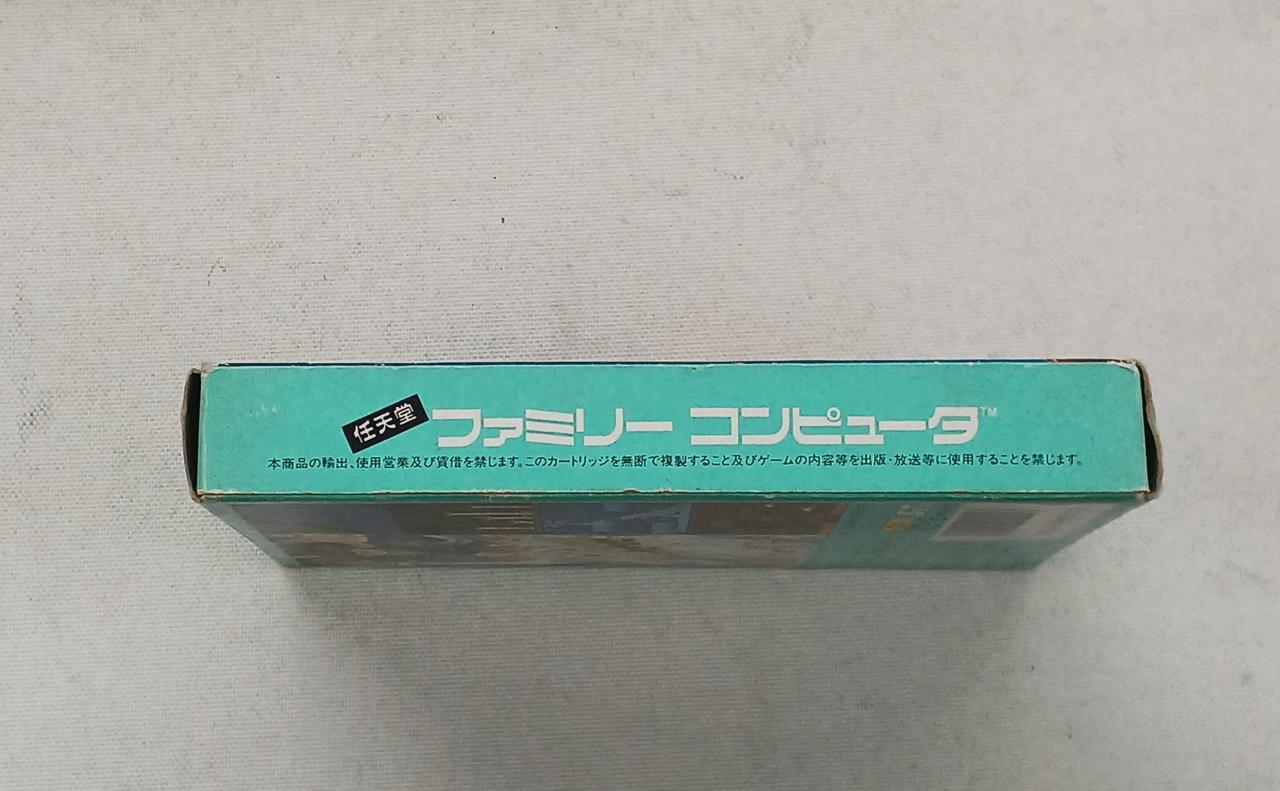 任天堂 ファミリー コンピュータ™
本商品の輸出、使用営業及び賃借を禁じます。このカートリッジを無断で複製すること及びゲームの内容等を出版・放送等に使用することを禁じます。